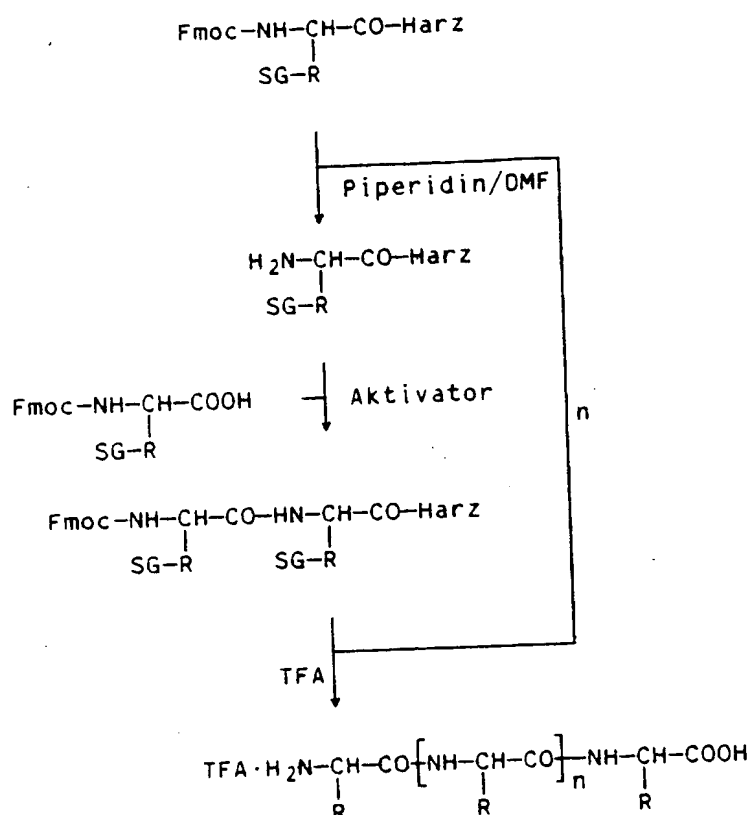 Fmoc-NH-CH-CO-Harz
SG-R
Piperidin/DMF
H2N-CH-CO-Harz
SG-R
Fmoc-NH-CH-COOH
Aktivator
n
SG-R
Fmoc-NH-CH-CO-HN-CH-CO-Harz
SG-R SG-R
TFA
TFA·H2N-CH-CO[NH-CH-CO]n-NH-CH-COOH
R R R